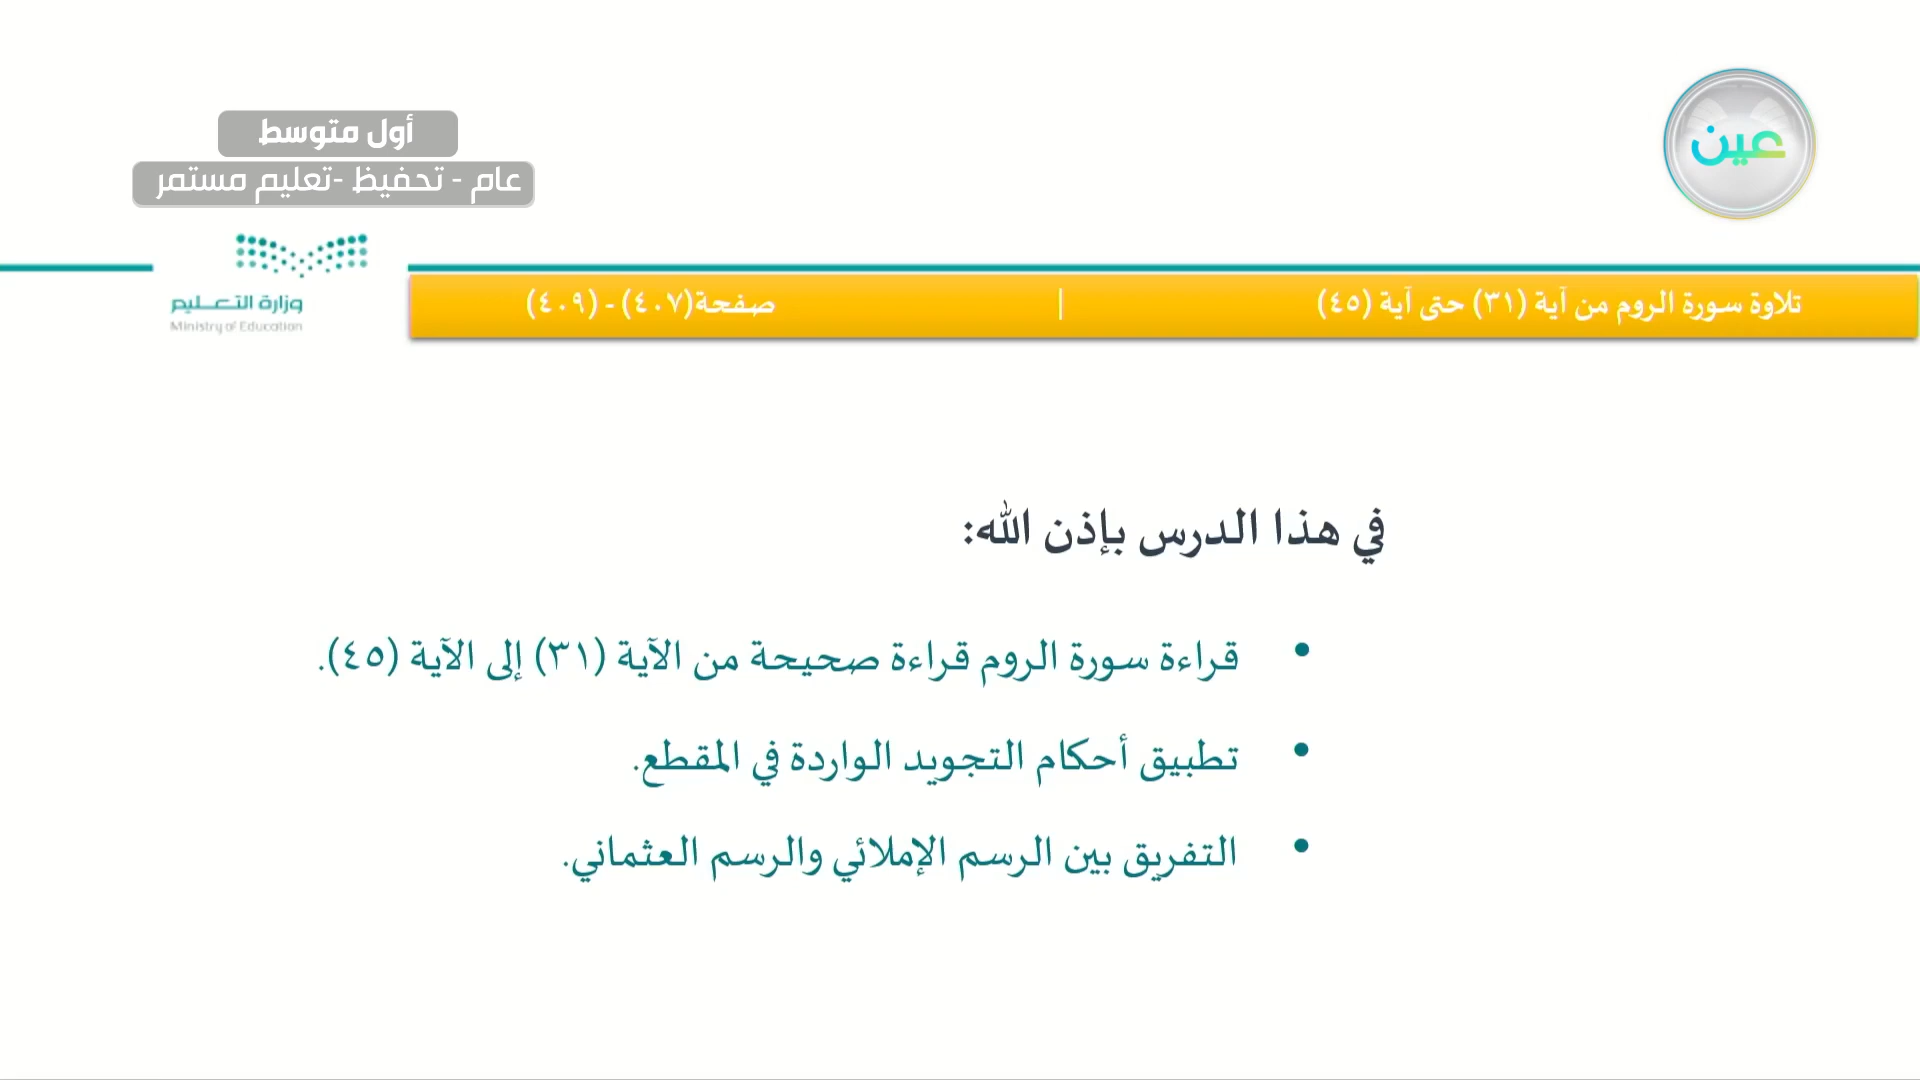 عين
أول متوسط
عام - تحفيظ -تعليم مستمر
وزارة التعليم
Ministry of Education
تلاوة سورة الروم من آية (٣١) حتى آية (٤٥) | صفحة(٤٠٧) - (٤٠٩)
في هذا الدرس بإذن الله:
• قراءة سورة الروم قراءة صحيحة من الآية (٣١) إلى الآية (٤٥).
• تطبيق أحكام التجويد الواردة في المقطع.
• التفريق بين الرسم الإملائي والرسم العثماني.